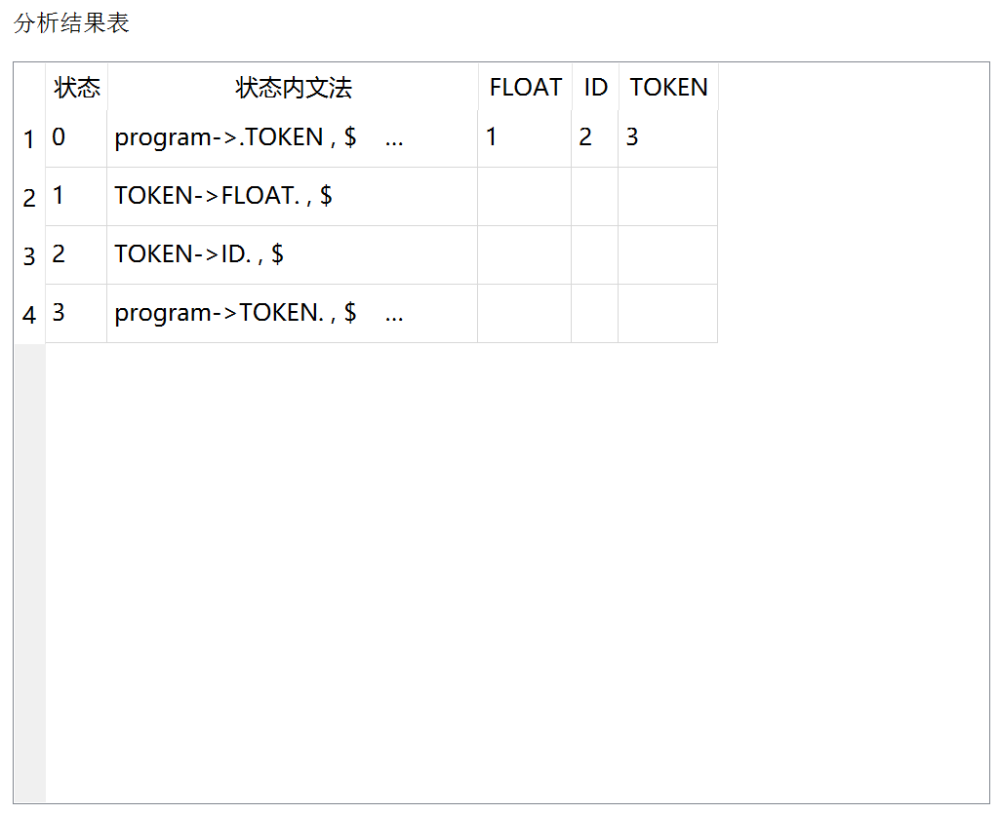 分析结果表
状态 状态内文法 FLOAT ID TOKEN
1 0 program->.TOKEN , $ ... 1 2 3
2 1 TOKEN->FLOAT. , $
3 2 TOKEN->ID. , $
4 3 program->TOKEN. , $ ...